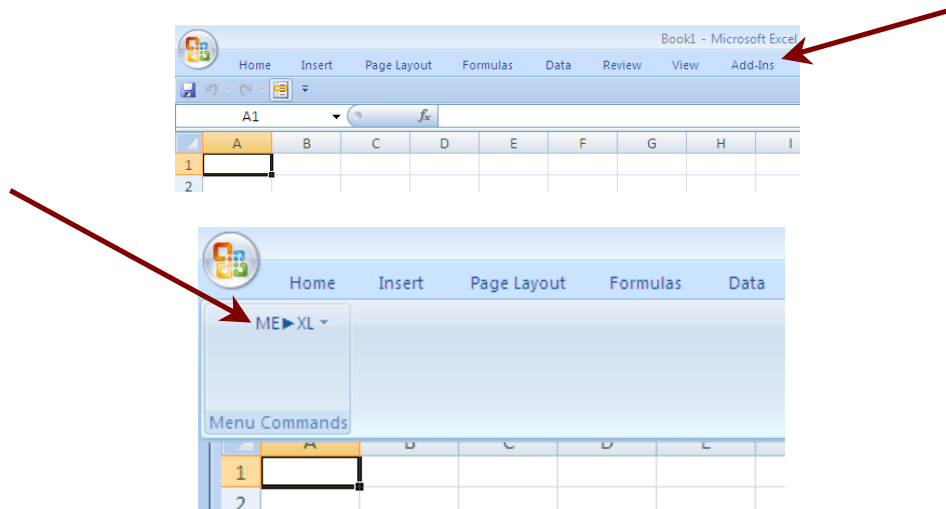 Book1 - Microsoft Excel
Home Insert Page Layout Formulas Data Review View Add-Ins
A1 fx
A B C D E F G H I
1
2
Home Insert Page Layout Formulas Data
ME►XL
Menu Commands
A B C D E
1
2